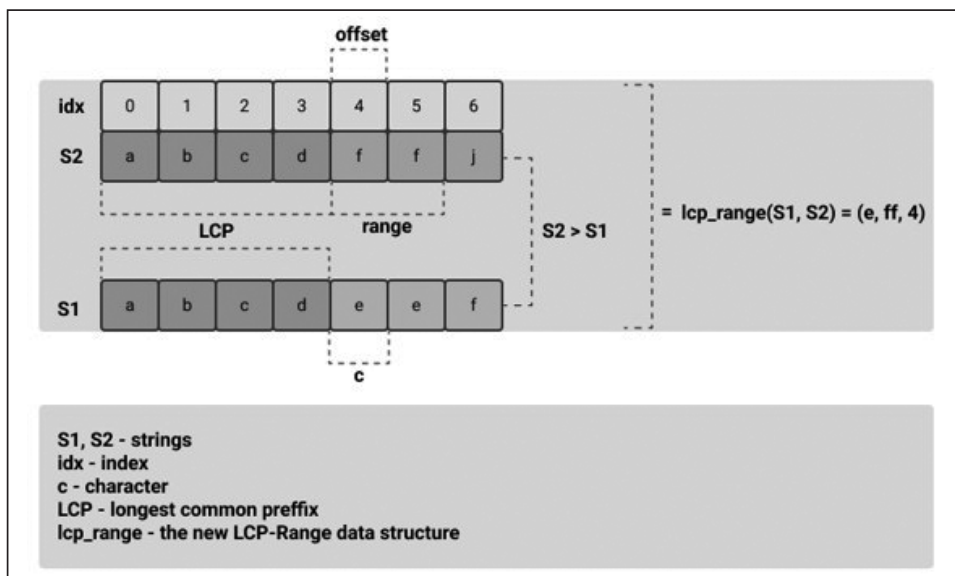 offset
idx 0 1 2 3 4 5 6
S2 a b c d f f j
LCP range
S2 > S1
= lcp_range(S1, S2) = (e, ff, 4)
S1 a b c d e e f
c
S1, S2 - strings
idx - index
c - character
LCP - longest common preffix
lcp_range - the new LCP-Range data structure